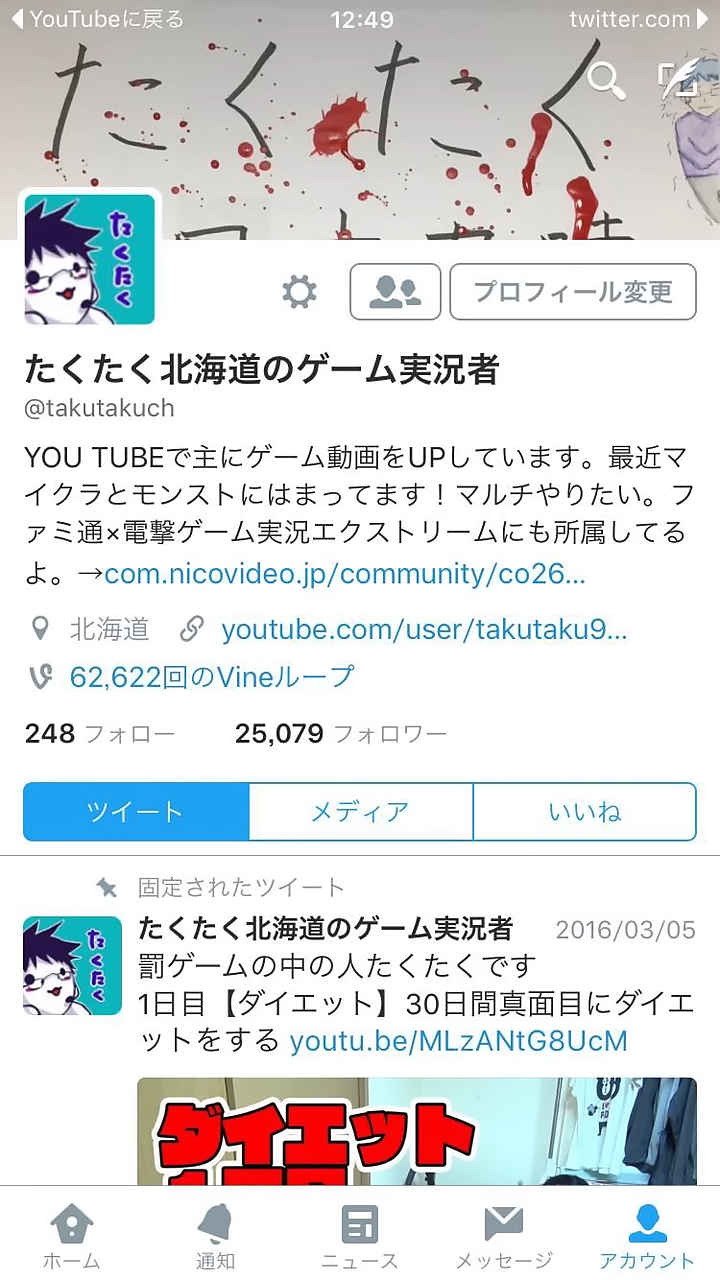 YouTubeに戻る 12:49 twitter.com
たくたく
たくたく
たくたく
プロフィール変更
たくたく北海道のゲーム実況者
@takutakuch
YOU TUBEで主にゲーム動画をUPしています。最近マ
イクラとモンストにはまってます！マルチやりたい。フ
ァミ通×電撃ゲーム実況エクストリームにも所属してる
よ。→com.nicovideo.jp/community/co26...
北海道 youtube.com/user/takutaku9...
62,622回のVineループ
248 フォロー 25,079 フォロワー
ツイート メディア いいね
固定されたツイート
たくたく北海道のゲーム実況者 2016/03/05
たくたく
罰ゲームの中の人たくたくです
1日目【ダイエット】30日間真面目にダイエ
ットをする youtu.be/MLzANtG8UcM
ダイエット
ホーム 通知 ニュース メッセージ アカウント